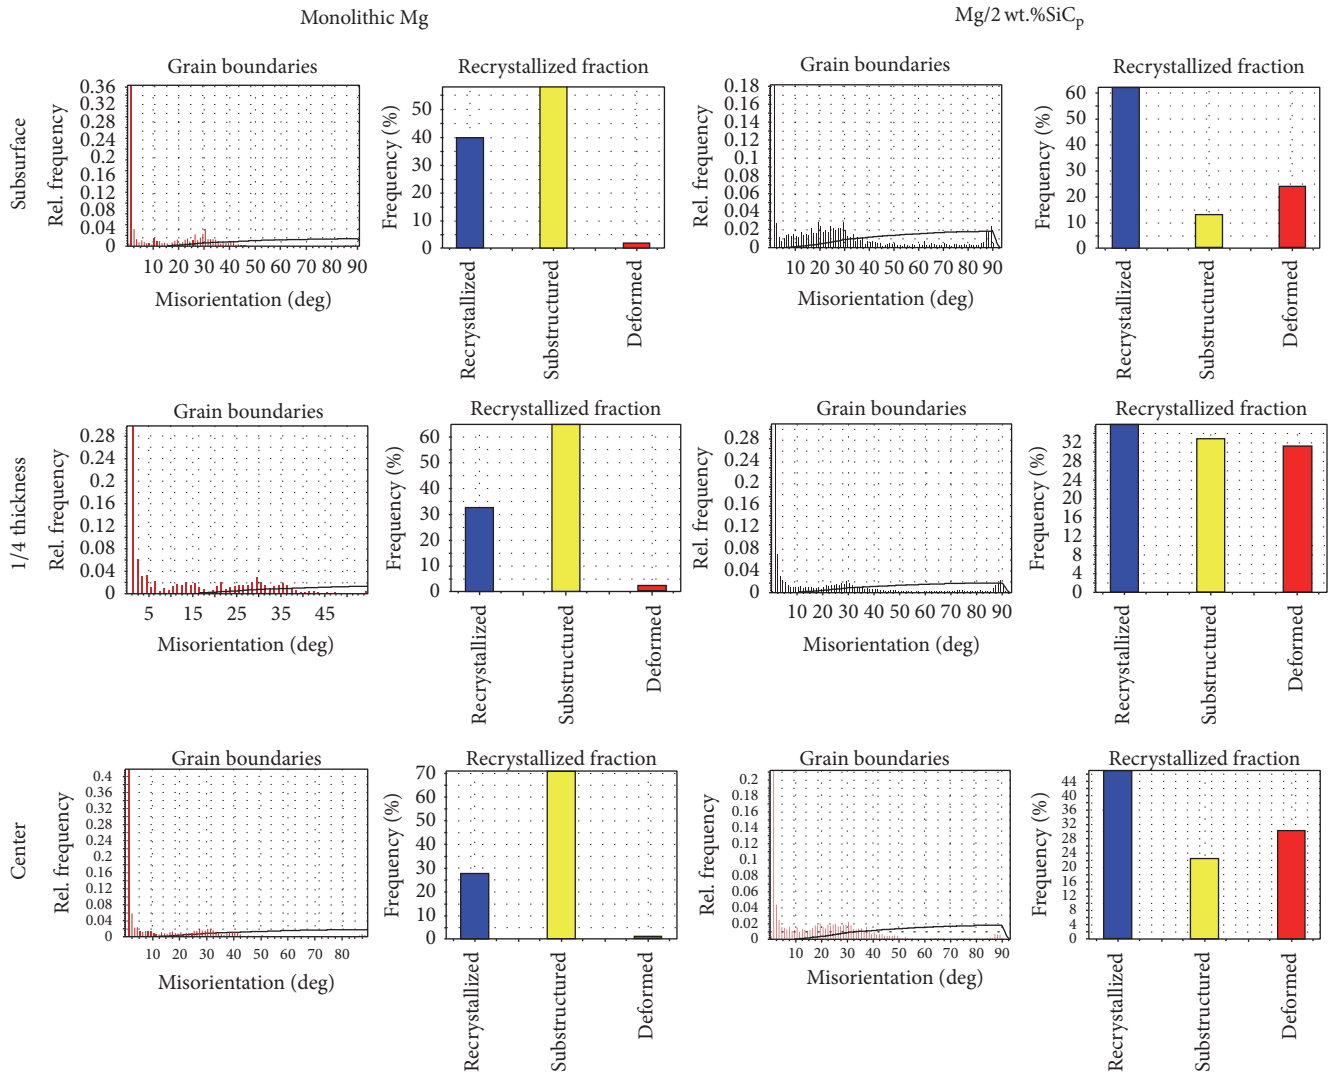 Monolithic Mg
Mg/2 wt.%SiCp
Subsurface
Grain boundaries
Rel. frequency
0.36
0.32
0.28
0.24
0.2
0.16
0.12
0.08
0.04
0
10 20 30 40 50 60 70 80 90
Misorientation (deg)
Recrystallized fraction
Frequency (%)
50
40
30
20
10
0
Recrystallized
Substructured
Deformed
Grain boundaries
Rel. frequency
0.18
0.16
0.14
0.12
0.1
0.08
0.06
0.04
0.02
0
10 20 30 40 50 60 70 80 90
Misorientation (deg)
Recrystallized fraction
Frequency (%)
60
50
40
30
20
10
0
Recrystallized
Substructured
Deformed
1/4 thickness
Grain boundaries
Rel. frequency
0.28
0.24
0.2
0.16
0.12
0.08
0.04
0
5 15 25 35 45
Misorientation (deg)
Recrystallized fraction
Frequency (%)
60
50
40
30
20
10
0
Recrystallized
Substructured
Deformed
Grain boundaries
Rel. frequency
0.28
0.24
0.2
0.16
0.12
0.08
0.04
0
10 20 30 40 50 60 70 80 90
Misorientation (deg)
Recrystallized fraction
Frequency (%)
32
28
24
20
16
12
8
4
0
Recrystallized
Substructured
Deformed
Center
Grain boundaries
Rel. frequency
0.4
0.36
0.32
0.28
0.24
0.2
0.16
0.12
0.08
0.04
0
10 20 30 40 50 60 70 80
Misorientation (deg)
Recrystallized fraction
Frequency (%)
70
60
50
40
30
20
10
0
Recrystallized
Substructured
Deformed
Grain boundaries
Rel. frequency
0.2
0.18
0.16
0.14
0.12
0.1
0.08
0.06
0.04
0.02
0
10 20 30 40 50 60 70 80 90
Misorientation (deg)
Recrystallized fraction
Frequency (%)
44
40
36
32
28
24
20
16
12
8
4
0
Recrystallized
Substructured
Deformed